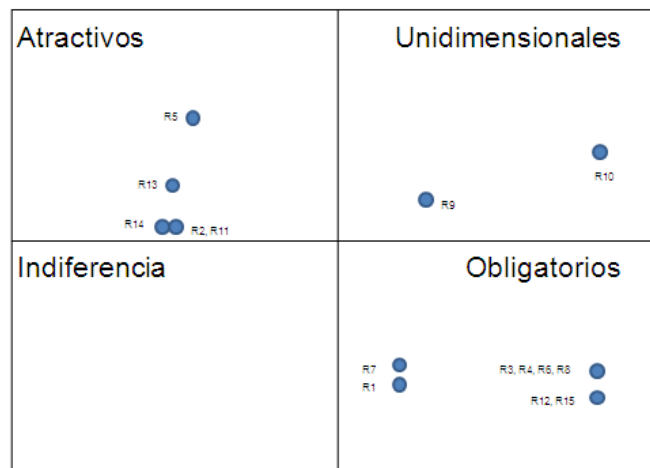 Atractivos
Unidimensionales
R5
R13
R10
R9
R14
R2, R11
Indiferencia
Obligatorios
R7
R3, R4, R6, R8
R1
R12, R15